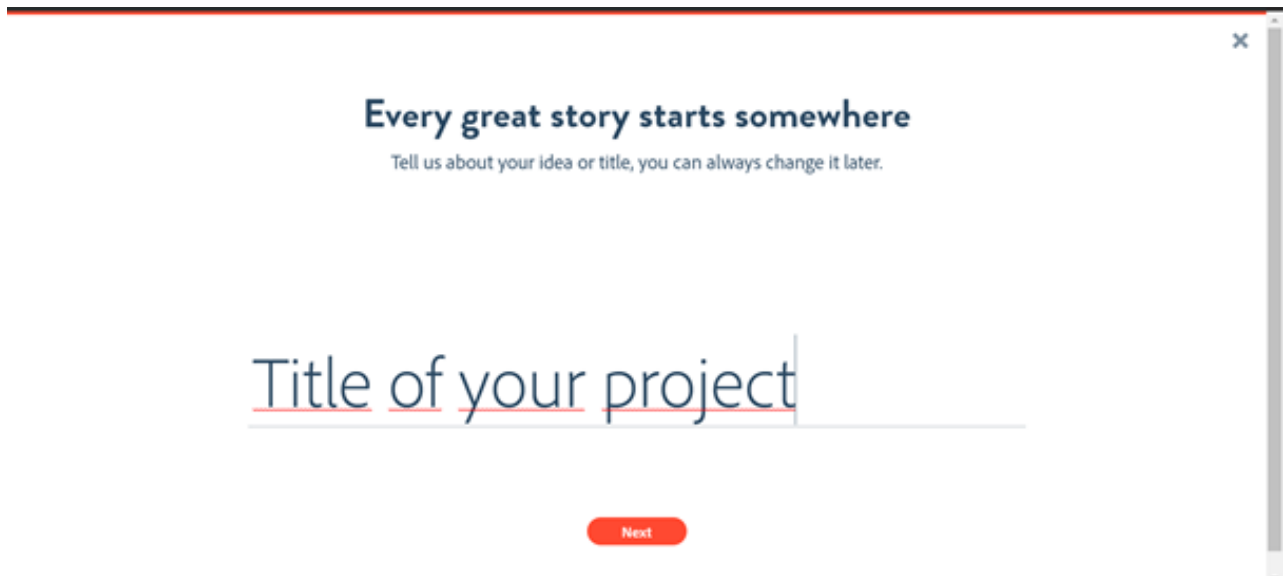 Every great story starts somewhere
Tell us about your idea or title, you can always change it later.
Title of your project
Next